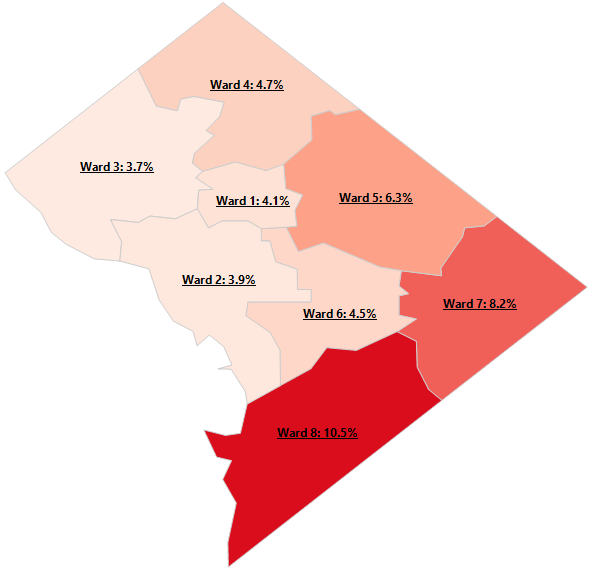 Ward 4: 4.7%
Ward 3: 3.7%
Ward 1: 4.1%
Ward 5: 6.3%
Ward 2: 3.9%
Ward 7: 8.2%
Ward 6: 4.5%
Ward 8: 10.5%